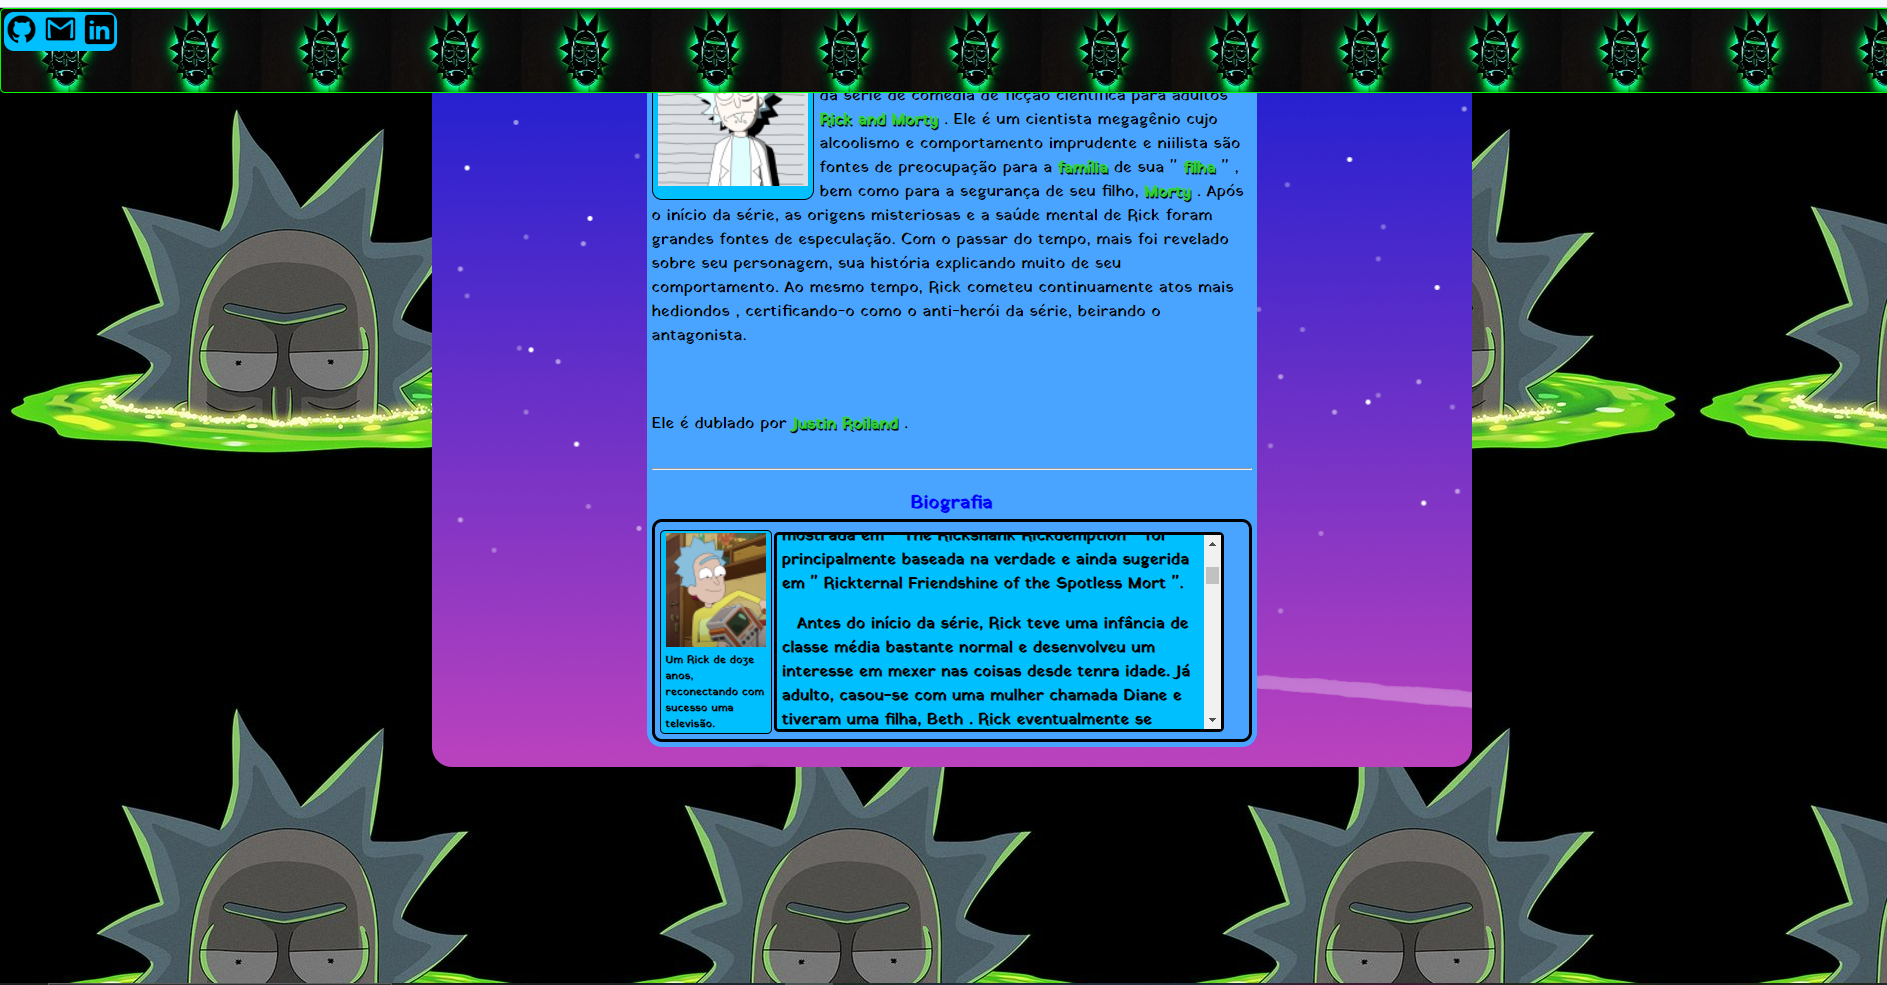 da série de comédia de ficção científica para adultos
Rick and Morty . Ele é um cientista megagênio cujo
alcoolismo e comportamento imprudente e niilista são
fontes de preocupação para a família de sua " filha " ,
bem como para a segurança de seu filho, Morty . Após
o início da série, as origens misteriosas e a saúde mental de Rick foram
grandes fontes de especulação. Com o passar do tempo, mais foi revelado
sobre seu personagem, sua história explicando muito de seu
comportamento. Ao mesmo tempo, Rick cometeu continuamente atos mais
hediondos , certificando-o como o anti-herói da série, beirando o
antagonista.
Ele é dublado por Justin Roiland .
Biografia
Um Rick de doze
anos,
reconectando com
sucesso uma
televisão.
mostrada em " The Rickshank Rickdemption " foi
principalmente baseada na verdade e ainda sugerida
em " Rickternal Friendshine of the Spotless Mort ".
Antes do início da série, Rick teve uma infância de
classe média bastante normal e desenvolveu um
interesse em mexer nas coisas desde tenra idade. Já
adulto, casou-se com uma mulher chamada Diane e
tiveram uma filha, Beth . Rick eventualmente se